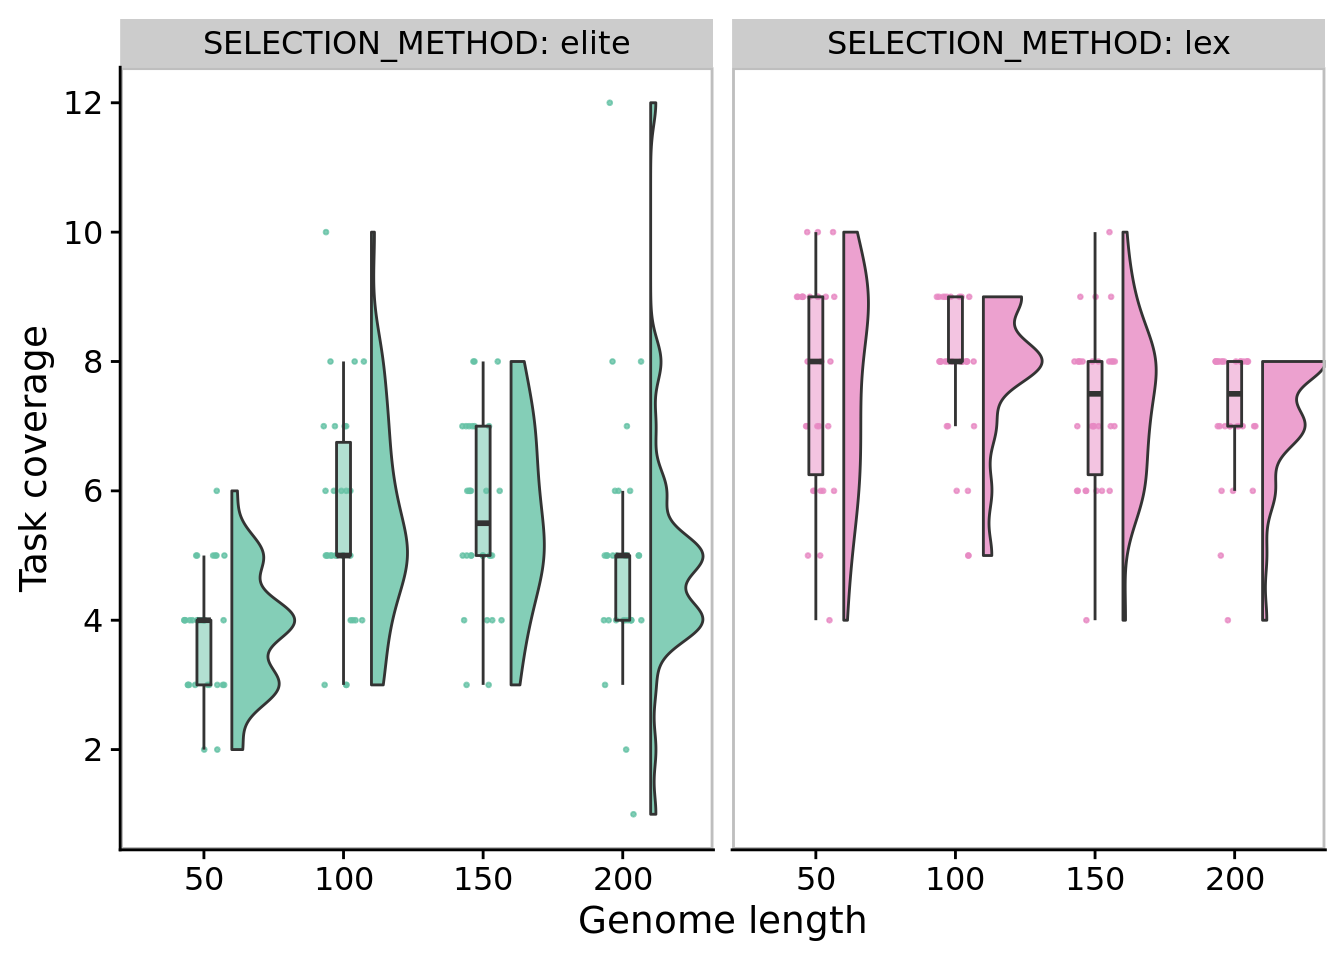 SELECTION_METHOD: elite
SELECTION_METHOD: lex
Task coverage
12
10
8
6
4
2
50 100 150 200
50 100 150 200
Genome length